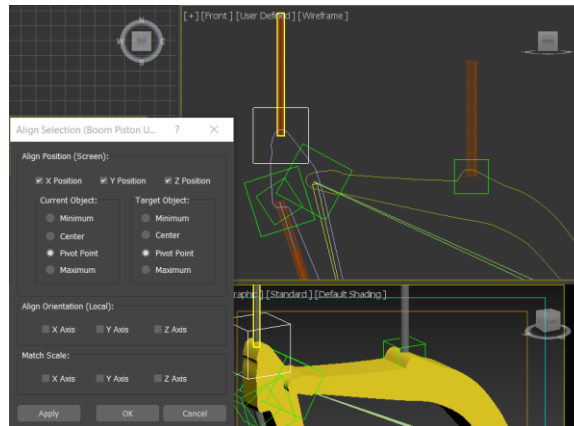 [+] [Front ] [User Defined ] [Wireframe ]
N
W
E
S
TOP
FRONT
Align Selection (Boom Piston U... ? ×
Align Position (Screen):
X Position Y Position Z Position
Current Object: Target Object:
Minimum Minimum
Center Center
Pivot Point Pivot Point
Maximum Maximum
Align Orientation (Local):
X Axis Y Axis Z Axis
Match Scale:
X Axis Y Axis Z Axis
Apply OK Cancel
raphic ] [Standard ] [Default Shading ]